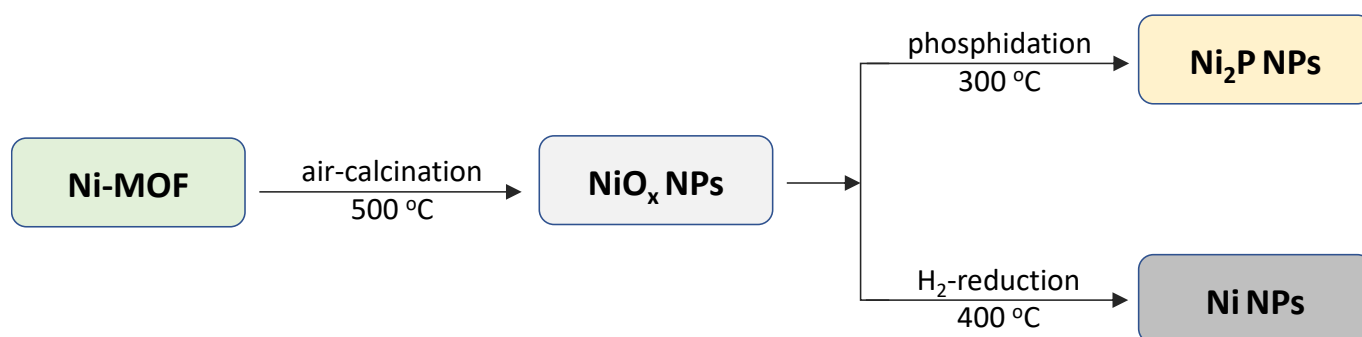 Ni-MOF
air-calcination
500 °C
NiOₓ NPs
phosphidation
300 °C
Ni₂P NPs
H₂-reduction
400 °C
Ni NPs